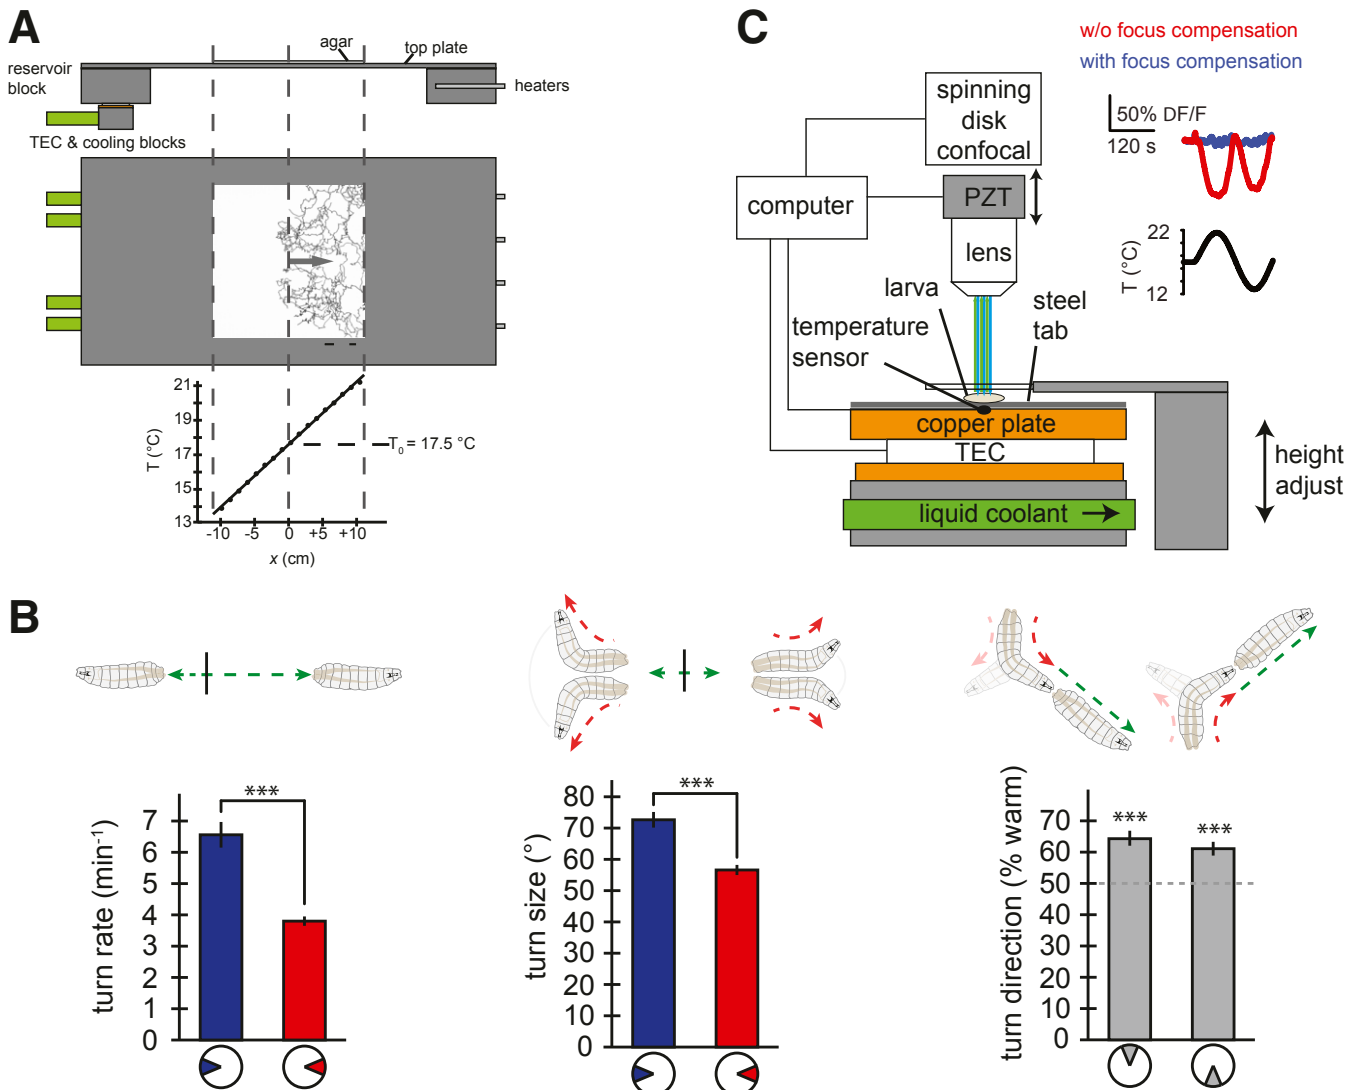 A
agar
top plate
reservoir
block
heaters
TEC & cooling blocks
21
19
17
15
13
T (°C)
T0 = 17.5 °C
-10 -5 0 +5 +10
x (cm)
C
w/o focus compensation
with focus compensation
50% DF/F
120 s
22
12
T (°C)
spinning
disk
confocal
computer
PZT
lens
larva
steel
tab
temperature
sensor
copper plate
TEC
liquid coolant
height
adjust
B
***
turn rate (min-1)
7
6
5
4
3
2
1
0
***
turn size (°)
80
70
60
50
40
30
20
10
0
*** ***
turn direction (% warm)
70
60
50
40
30
20
10
0